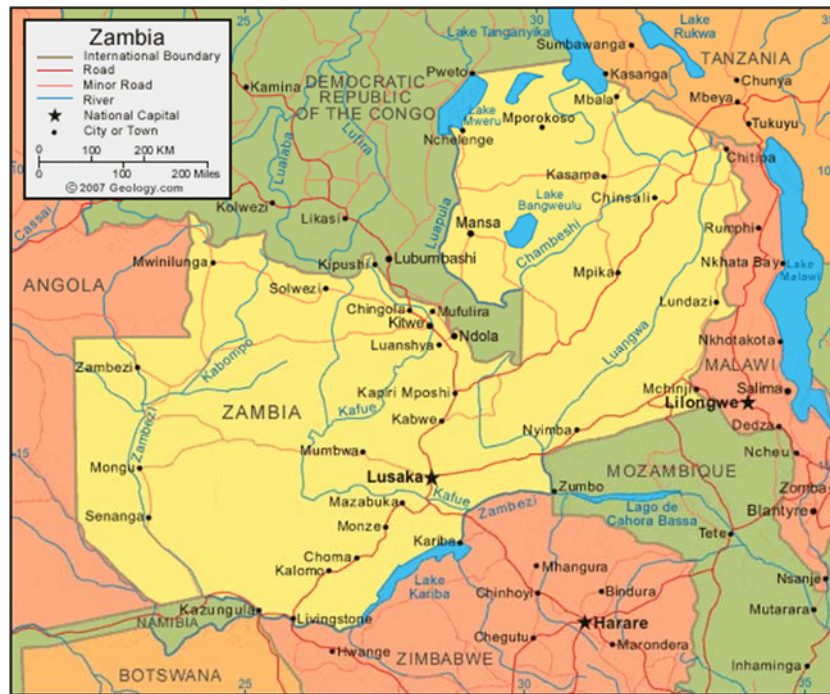 Zambia
International Boundary
Road
Minor Road
River
National Capital
City or Town
0 100 200 KM
0 100 200 Miles
© 2007 Geology.com
25
30
Lake Tanganyika
Sumbawanga
Lake
Rukwa
TANZANIA
Kamina
DEMOCRATIC
REPUBLIC
OF THE CONGO
Pweto
Kasanga
Chunya
Mbala
Mbeya
Lake
Mweru
Mporokoso
Tukuyu
Nchelenge
Lualaba
Lufira
Chitipa
10
10
Kasama
Chinsali
Kolwezi
Likasi
Luapula
Lake
Bangweulu
Mansa
Chambeshi
Rumphi
Cassai
Mwinilunga
Kipushi
Lubumbashi
Mpika
Nkhata Bay
Lake
Malawi
ANGOLA
Solwezi
Chingola
Mufulira
Kitwe
Ndola
Luanshya
Lundazi
Luangwa
Nkhotakota
MALAWI
Zambezi
Kabompo
Kapiri Mposhi
Mchinji
Salima
Lilongwe
ZAMBIA
Kafue
Kabwe
Nyimba
Dedza
Zambezi
Mumbwa
Ncheu
15
Mongu
Lusaka
MOZAMBIQUE
Kafue
Zumbo
Zomba
Senanga
Mazabuka
Zambezi
Lago de
Cahora Bassa
Blantyre
Monze
Kariba
Tete
Choma
Kalomo
Lake
Kariba
Mhangura
Chinhoyi
Bindura
Nsanje
Kazungula
NAMIBIA
Livingstone
Mutarara
Harare
Chegutu
Marondera
Hwange
ZIMBABWE
BOTSWANA
Inhaminga
25
35